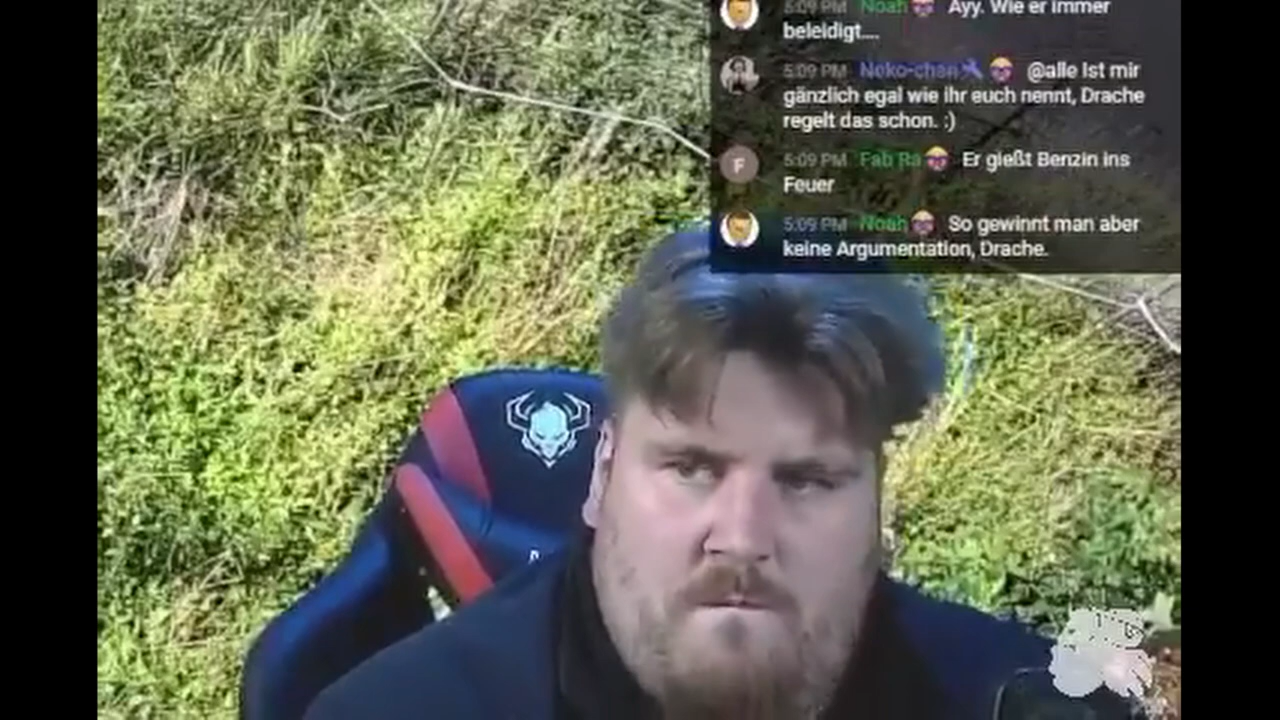 5:09 PM Noah Ayy. Wie er immer
beleidigt....
5:09 PM Neko-chan @alle Ist mir
gänzlich egal wie ihr euch nennt, Drache
regelt das schon. :)
F 5:09 PM Fab Ra Er gießt Benzin ins
Feuer
5:09 PM Noah So gewinnt man aber
keine Argumentation, Drache.